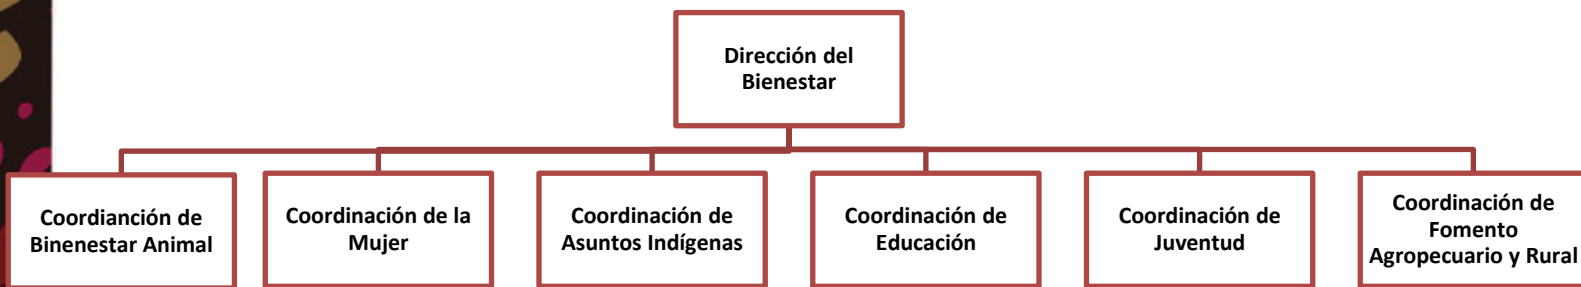 Dirección del
Bienestar
Coordianción de
Binenestar Animal
Coordinación de la
Mujer
Coordinación de
Asuntos Indígenas
Coordinación de
Educación
Coordinación de
Juventud
Coordinación de
Fomento
Agropecuario y Rural